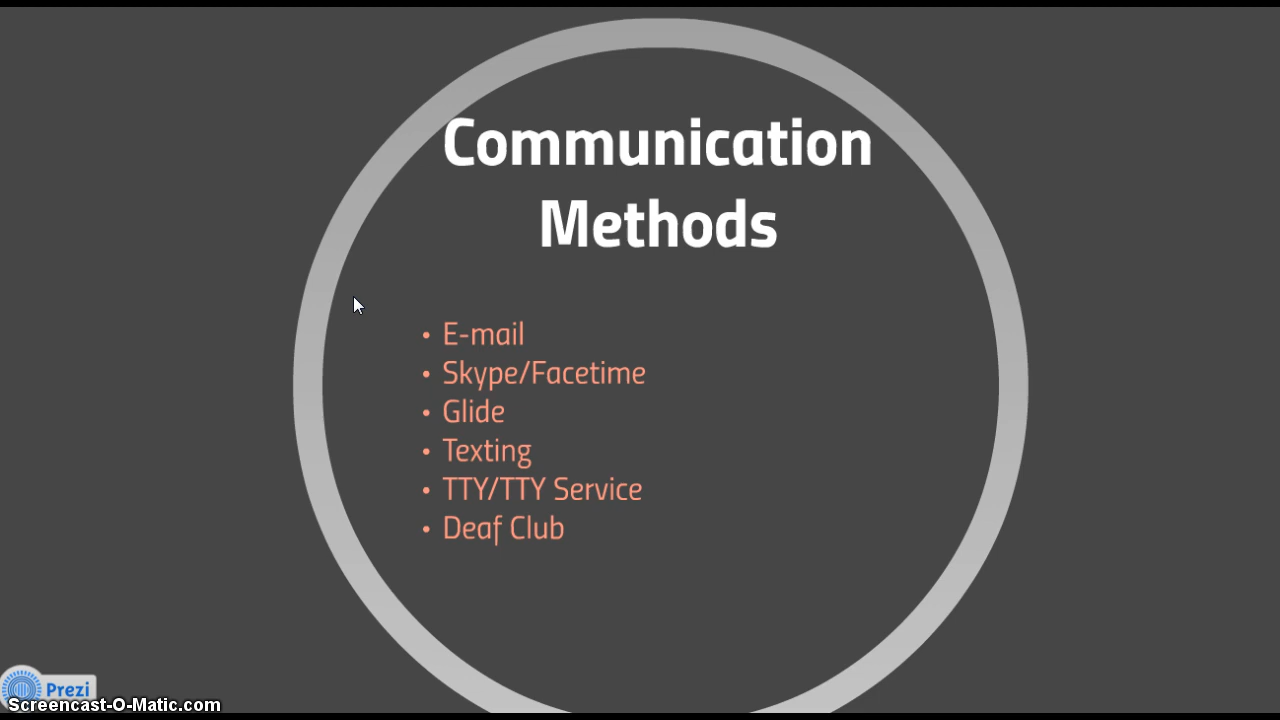 Communication
Methods
• E-mail
• Skype/Facetime
• Glide
• Texting
• TTY/TTY Service
• Deaf Club
Prezi
Screencast-O-Matic.com